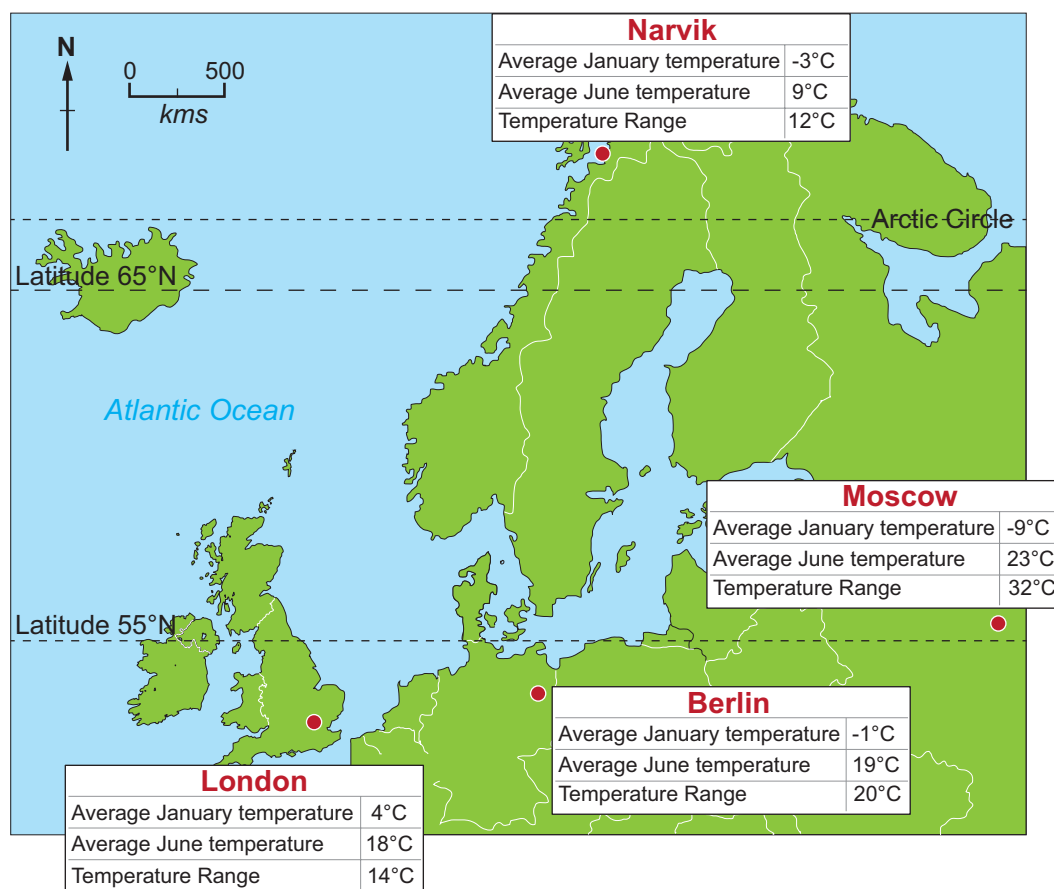 Narvik
Average January temperature -3°C
Average June temperature 9°C
Temperature Range 12°C
N
0 500
kms
Arctic Circle
Latitude 65°N
Atlantic Ocean
Moscow
Average January temperature -9°C
Average June temperature 23°C
Temperature Range 32°C
Latitude 55°N
Berlin
Average January temperature -1°C
Average June temperature 19°C
Temperature Range 20°C
London
Average January temperature 4°C
Average June temperature 18°C
Temperature Range 14°C